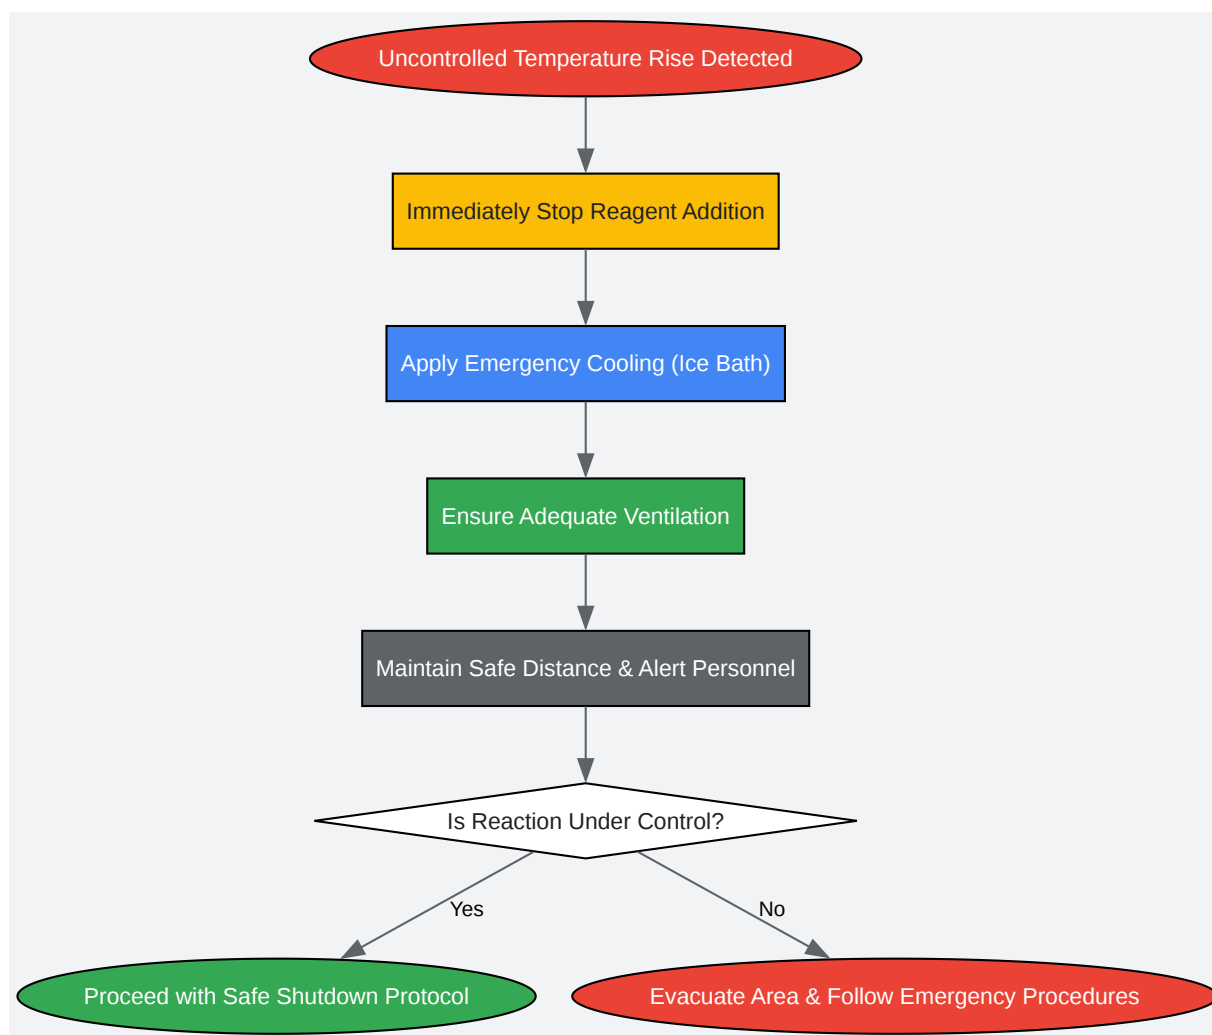 Uncontrolled Temperature Rise Detected
Immediately Stop Reagent Addition
Apply Emergency Cooling (Ice Bath)
Ensure Adequate Ventilation
Maintain Safe Distance & Alert Personnel
Is Reaction Under Control?
Yes
No
Proceed with Safe Shutdown Protocol
Evacuate Area & Follow Emergency Procedures